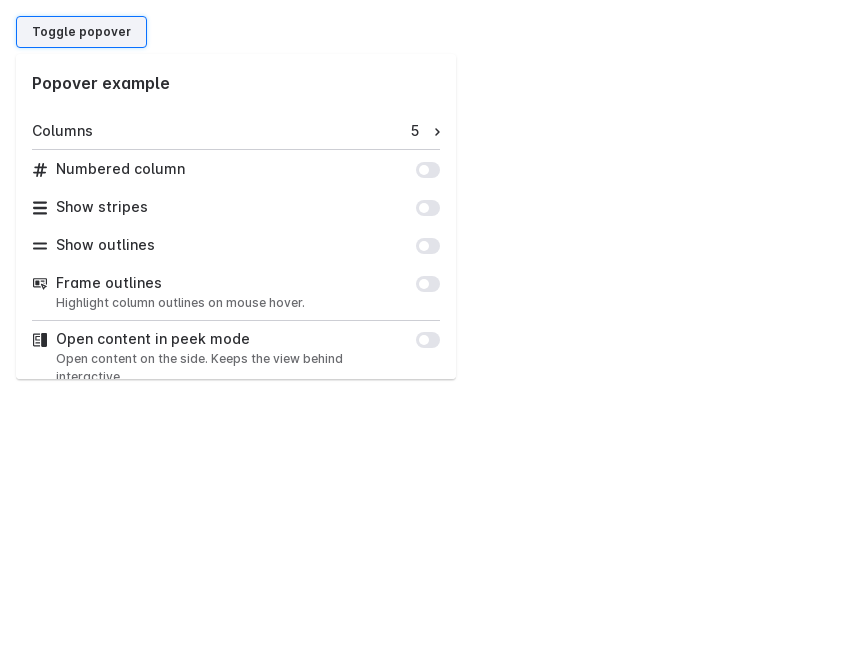 Toggle popover
Popover example
Columns 5
Numbered column
Show stripes
Show outlines
Frame outlines
Highlight column outlines on mouse hover.
Open content in peek mode
Open content on the side. Keeps the view behind
interactive.